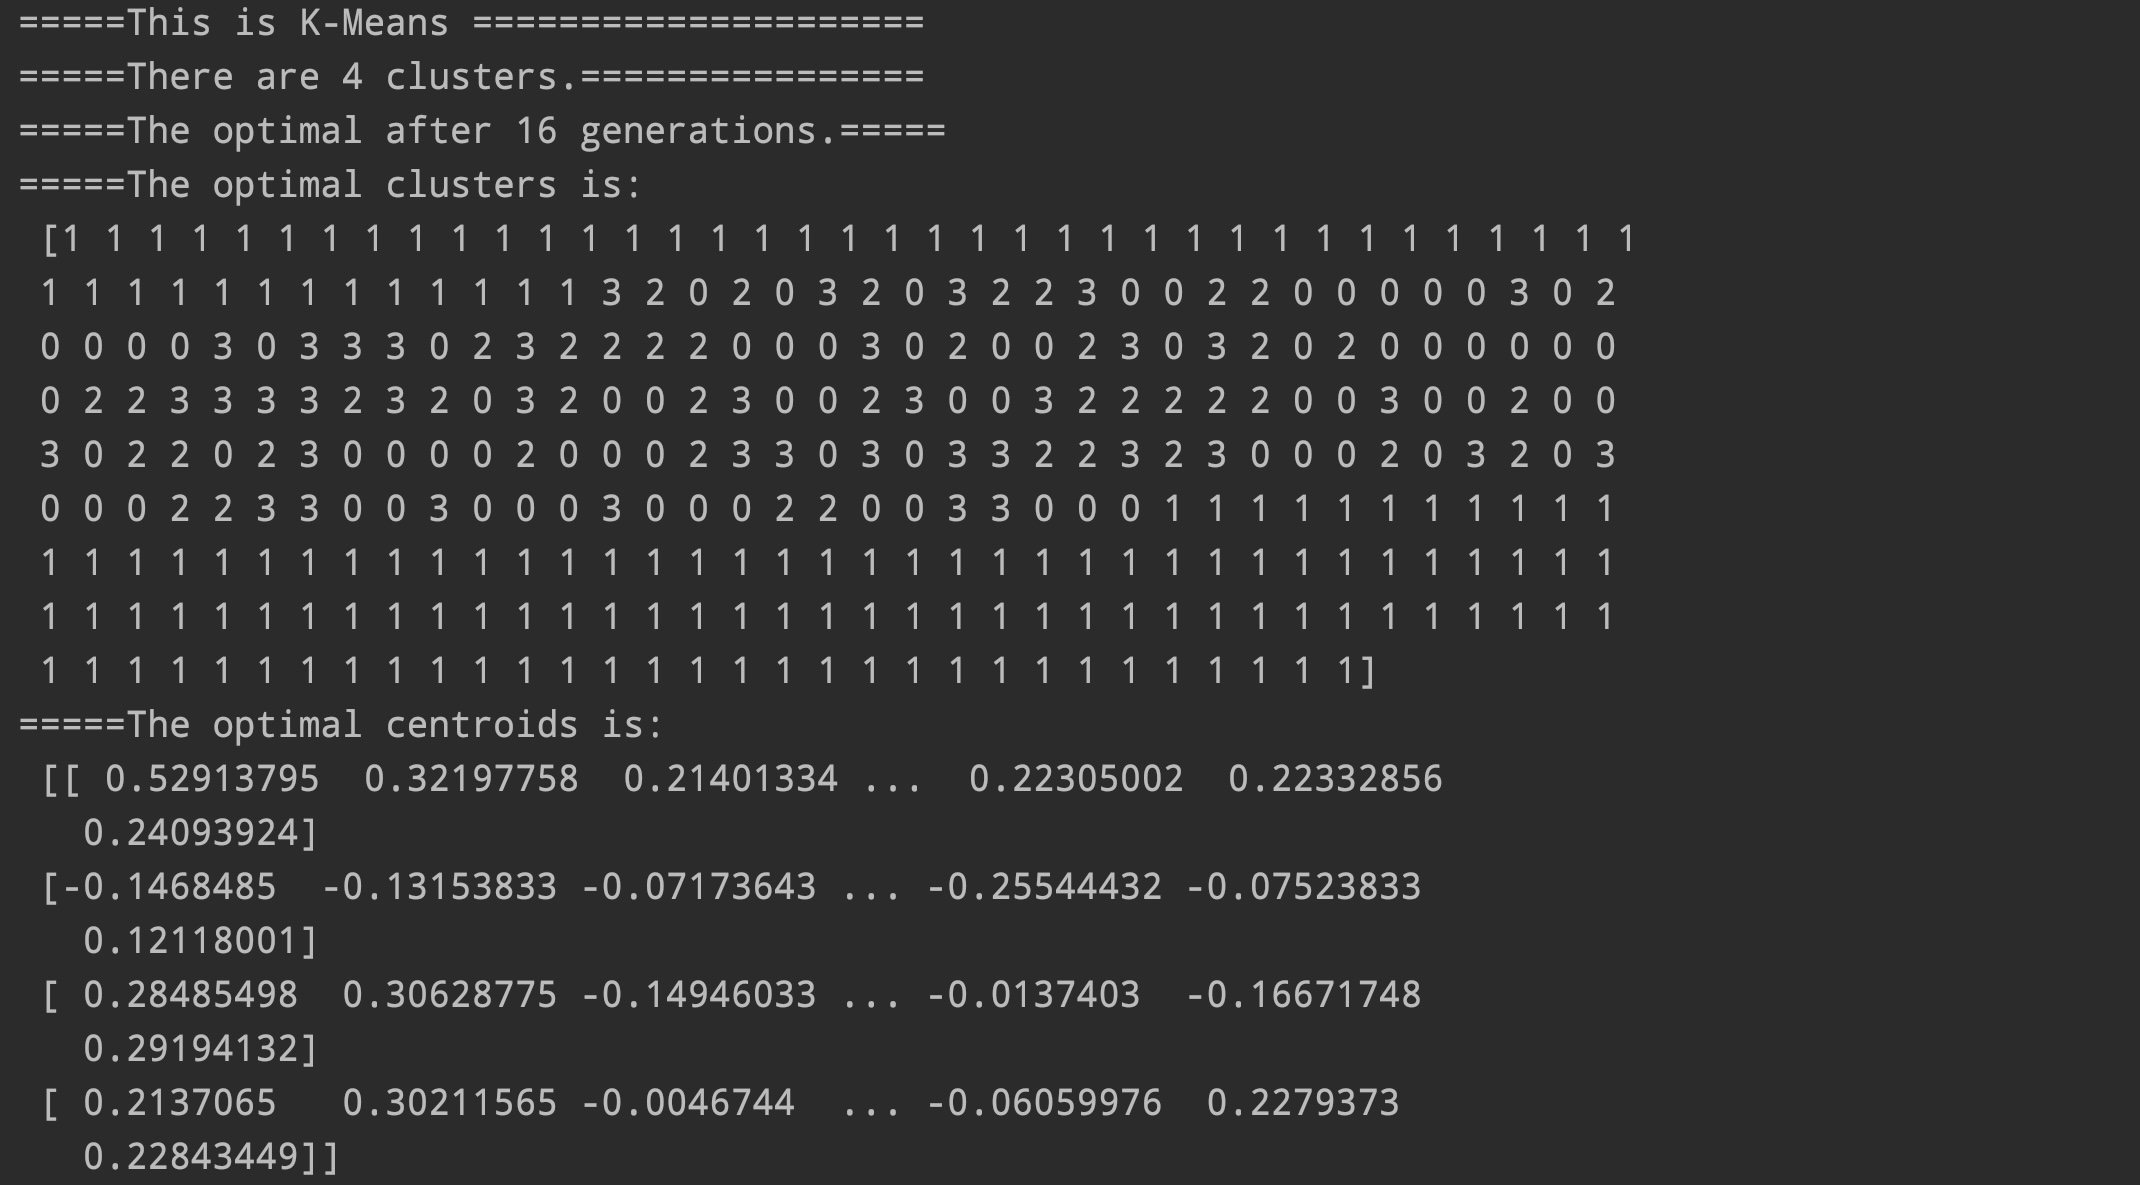 =====This is K-Means =====================
=====There are 4 clusters.================
=====The optimal after 16 generations.=====
=====The optimal clusters is:
[1 1 1 1 1 1 1 1 1 1 1 1 1 1 1 1 1 1 1 1 1 1 1 1 1 1 1 1 1 1 1 1 1 1 1 1 1
1 1 1 1 1 1 1 1 1 1 1 1 1 3 2 0 2 0 3 2 0 3 2 2 3 0 0 2 2 0 0 0 0 0 3 0 2
0 0 0 0 3 0 3 3 3 0 2 3 2 2 2 2 0 0 0 3 0 2 0 0 2 3 0 3 2 0 2 0 0 0 0 0 0
0 2 2 3 3 3 3 2 3 2 0 3 2 0 0 2 3 0 0 2 3 0 0 3 2 2 2 2 2 0 0 3 0 0 2 0 0
3 0 2 2 0 2 3 0 0 0 0 2 0 0 0 2 3 3 0 3 0 3 3 2 2 3 2 3 0 0 0 2 0 3 2 0 3
0 0 0 2 2 3 3 0 0 3 0 0 0 3 0 0 0 2 2 0 0 3 3 0 0 0 1 1 1 1 1 1 1 1 1 1 1
1 1 1 1 1 1 1 1 1 1 1 1 1 1 1 1 1 1 1 1 1 1 1 1 1 1 1 1 1 1 1 1 1 1 1 1 1
1 1 1 1 1 1 1 1 1 1 1 1 1 1 1 1 1 1 1 1 1 1 1 1 1 1 1 1 1 1 1 1 1 1 1 1 1
1 1 1 1 1 1 1 1 1 1 1 1 1 1 1 1 1 1 1 1 1 1 1 1 1 1 1 1 1 1 1]
=====The optimal centroids is:
[[ 0.52913795  0.32197758  0.21401334 ...  0.22305002  0.22332856
0.24093924]
[-0.1468485  -0.13153833 -0.07173643 ... -0.25544432 -0.07523833
0.12118001]
[ 0.28485498  0.30628775 -0.14946033 ... -0.0137403  -0.16671748
0.29194132]
[ 0.2137065   0.30211565 -0.0046744  ... -0.06059976  0.2279373
0.22843449]]